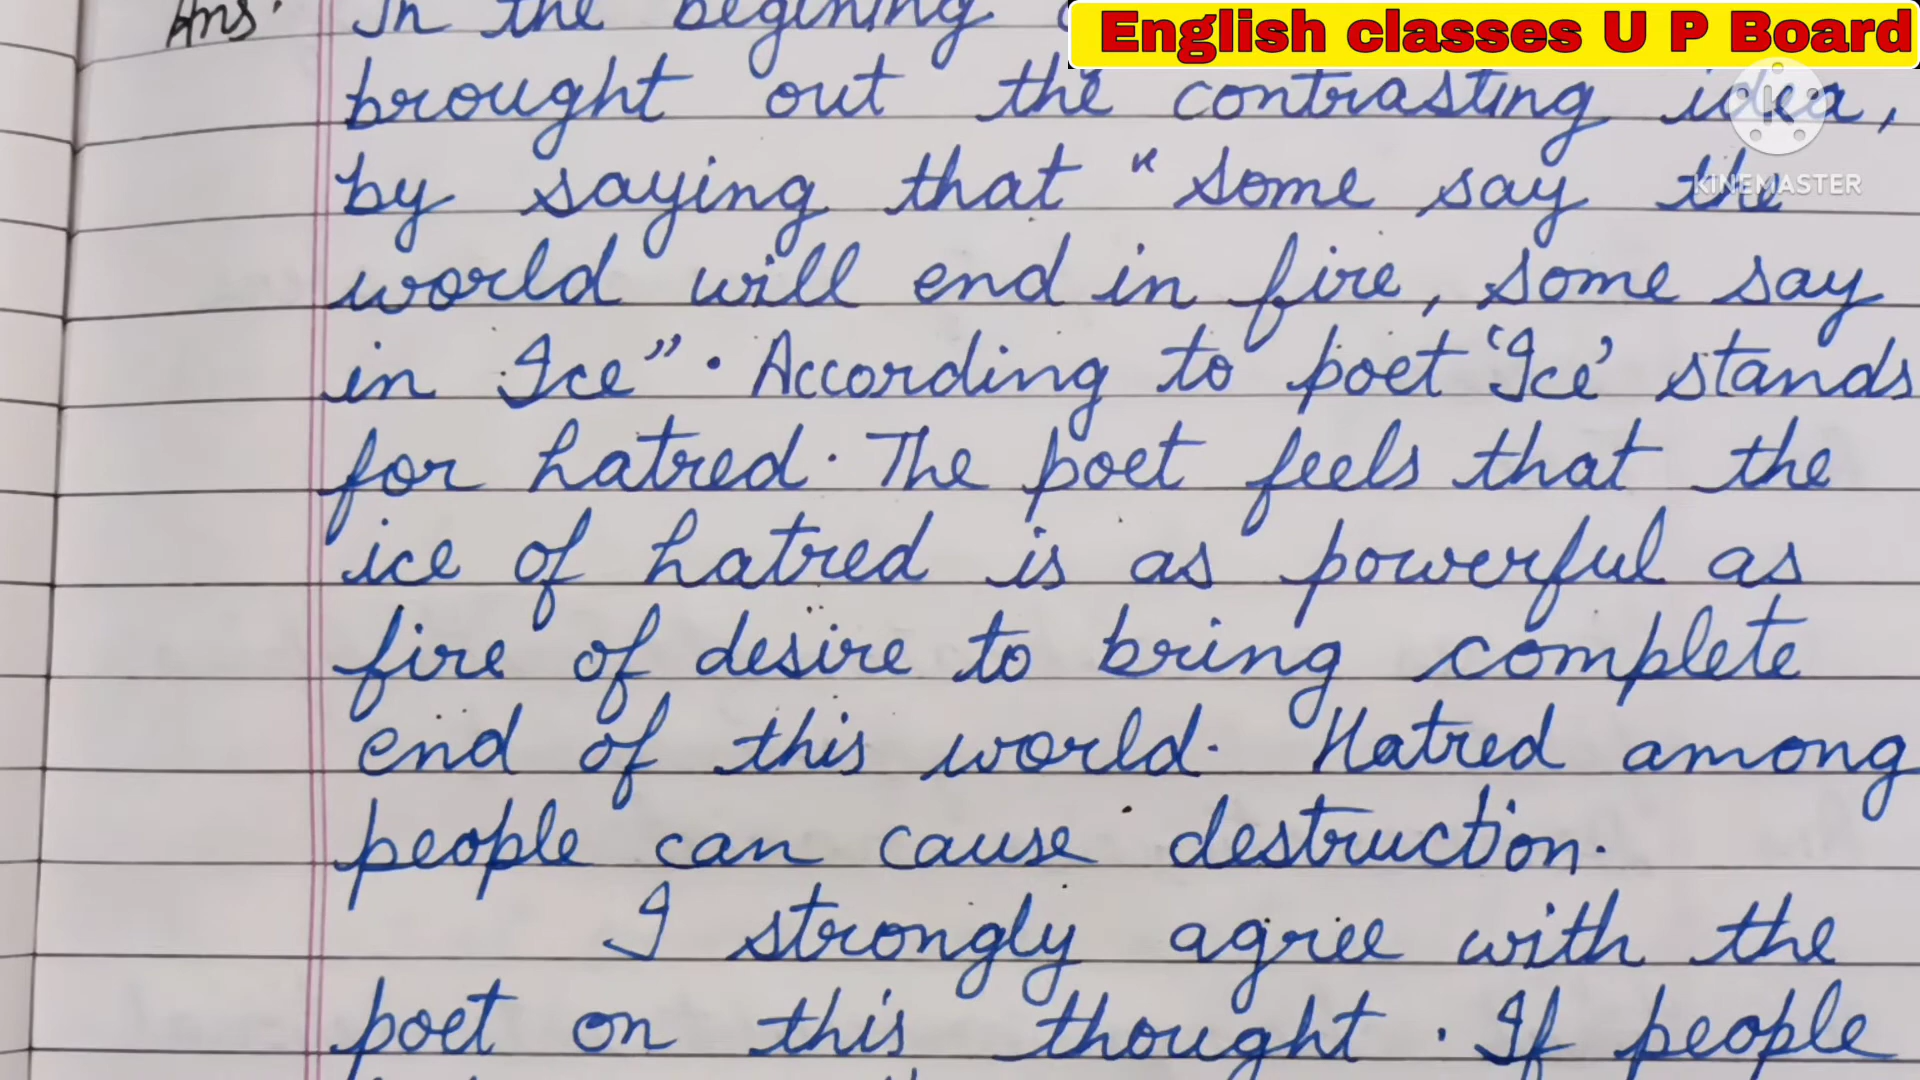 English classes U P Board
Ans. In the begining
brought out the contrasting idea,
by saying that "Some say the
KINEMASTER
world will end in fire, some say
in Ice". According to poet 'Ice' stands
for hatred. The poet feels that the
ice of hatred is as powerful as
fire of desire to bring complete
end of this world. Hatred among
people can cause destruction.
I strongly agree with the
poet on this thought. If people